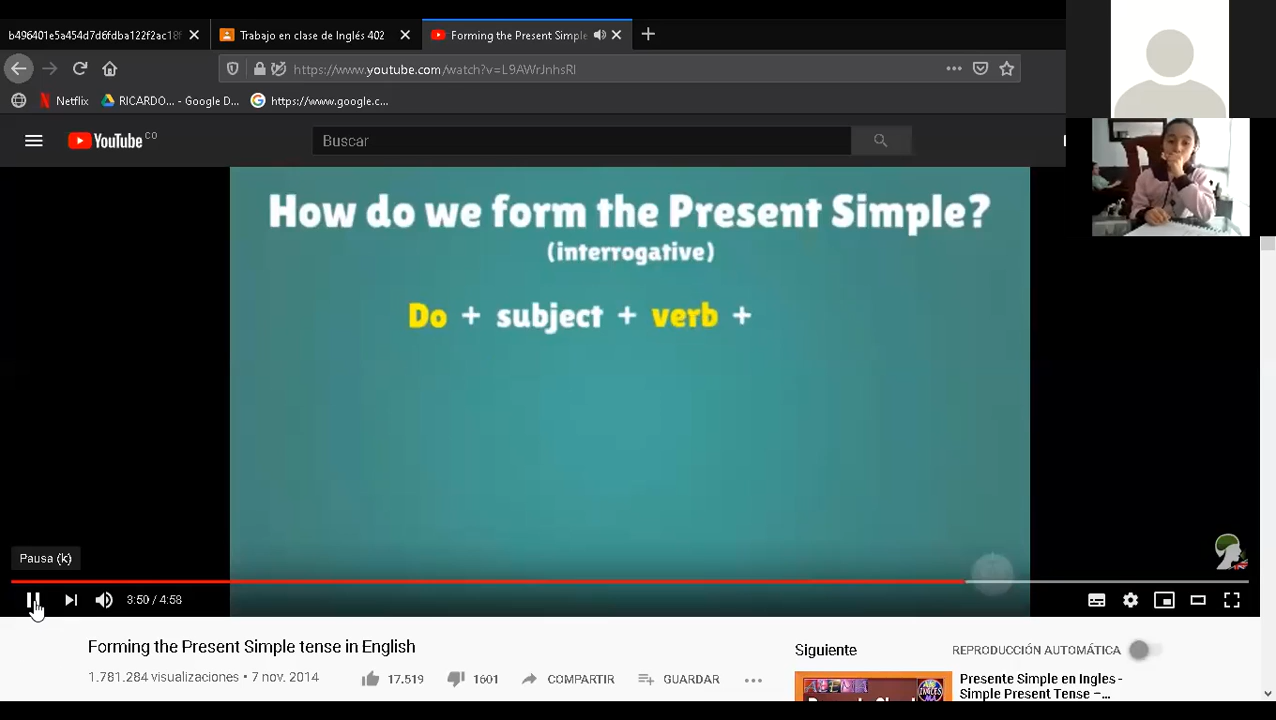 b496401e5a454d7d6fdba122f2ac18f
Trabajo en clase de Inglés 402
Forming the Present Simple
https://www.youtube.com/watch?v=L9AWrJnhsRI
Netflix
RICARDO... - Google D...
https://www.google.c...
YouTube CO
Buscar
How do we form the Present Simple?
(interrogative)
Do + subject + verb +
Pausa (k)
3:50 / 4:58
Forming the Present Simple tense in English
1.781.284 visualizaciones • 7 nov. 2014
17.519
1601
COMPARTIR
GUARDAR
Siguiente
REPRODUCCIÓN AUTOMÁTICA
Presente Simple en Ingles -
Simple Present Tense –...